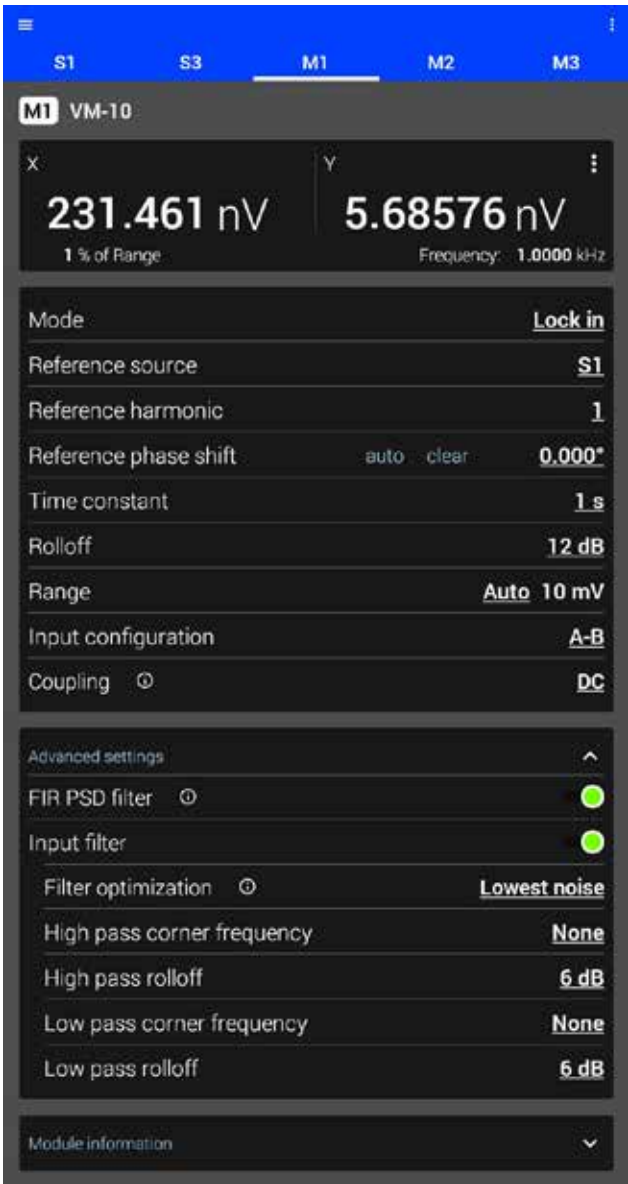 S1 S3 M1 M2 M3
M1 VM-10
X Y
231.461 nV 5.68576 nV
1 % of Range Frequency: 1.0000 kHz
Mode Lock in
Reference source S1
Reference harmonic 1
Reference phase shift auto clear 0.000°
Time constant 1 s
Rolloff 12 dB
Range Auto 10 mV
Input configuration A-B
Coupling DC
Advanced settings
FIR PSD filter
Input filter
Filter optimization Lowest noise
High pass corner frequency None
High pass rolloff 6 dB
Low pass corner frequency None
Low pass rolloff 6 dB
Module information